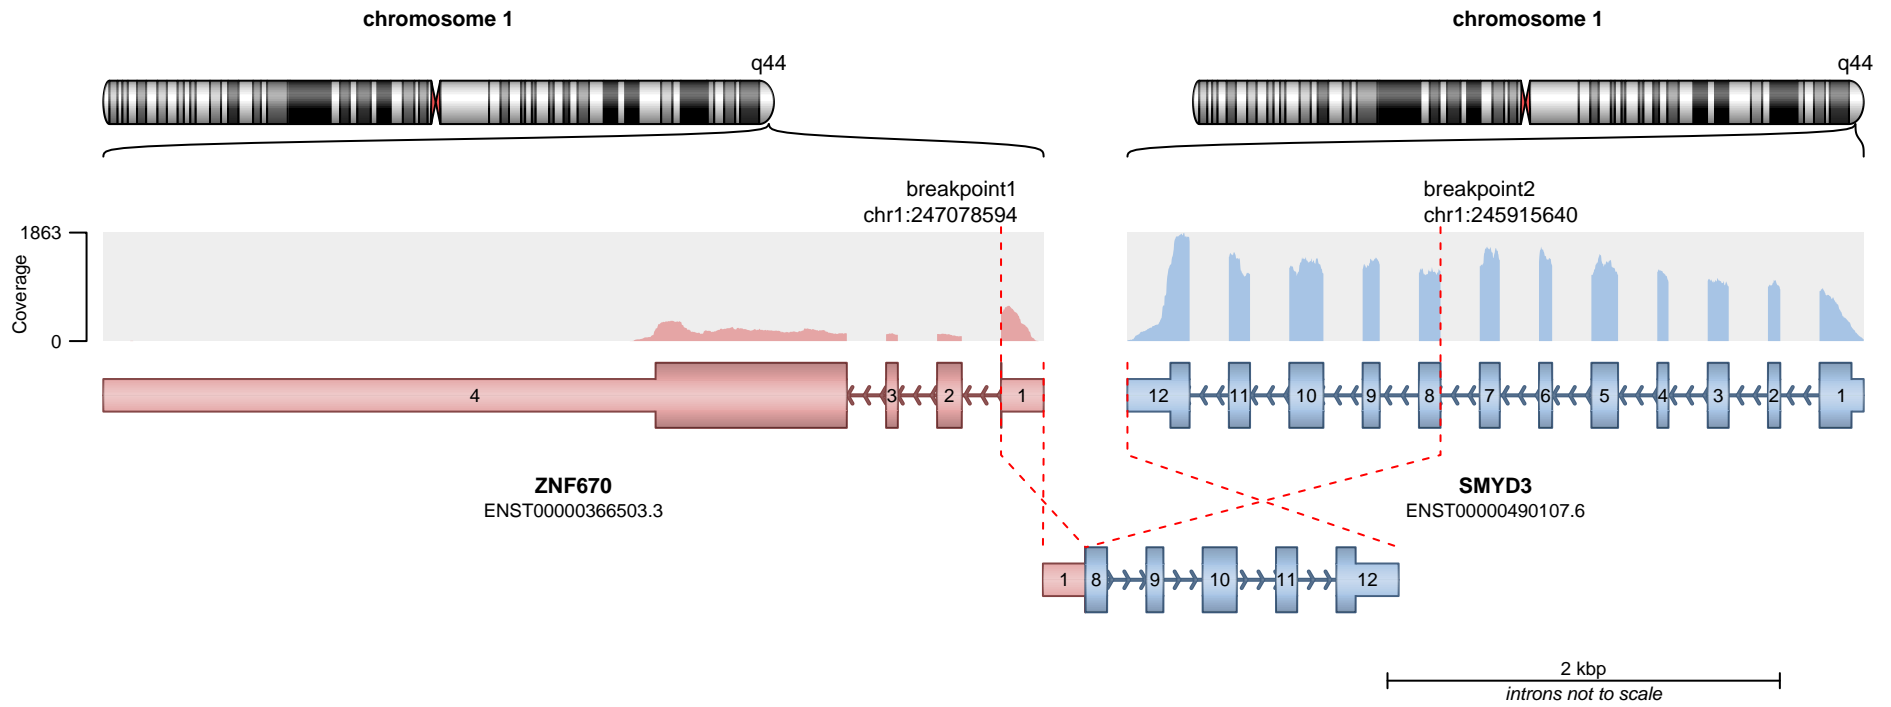 chromosome 1
chromosome 1
q44
q44
breakpoint1
chr1:247078594
breakpoint2
chr1:245915640
1863
0
Coverage
4
3
2
1
12
11
10
9
8
7
6
5
4
3
2
1
ZNF670
ENST00000366503.3
SMYD3
ENST00000490107.6
1
8
9
10
11
12
2 kbp
introns not to scale